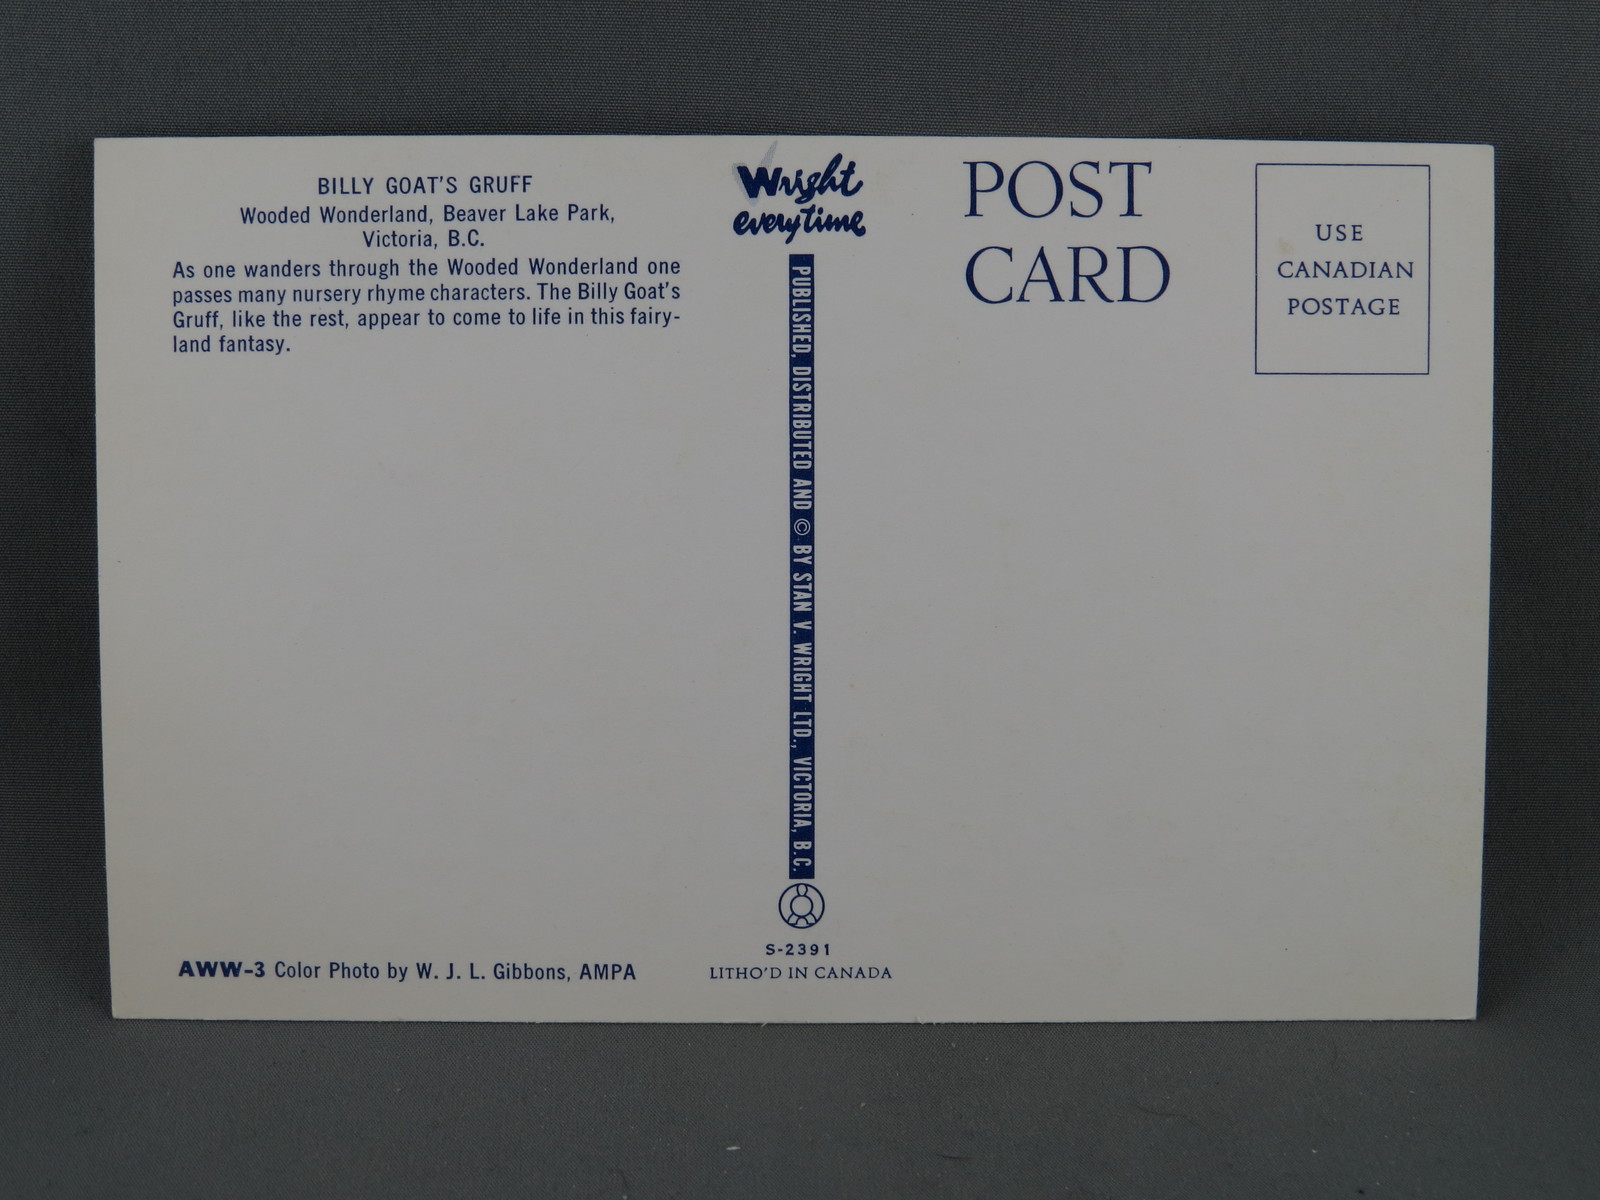 BILLY GOAT'S GRUFF
Wooded Wonderland, Beaver Lake Park,
Victoria, B.C.
As one wanders through the Wooded Wonderland one
passes many nursery rhyme characters. The Billy Goat's
Gruff, like the rest, appear to come to life in this fairy-
land fantasy.
AWW-3 Color Photo by W. J. L. Gibbons, AMPA
Wright
everytime
PUBLISHED, DISTRIBUTED AND © BY STAN V. WRIGHT LTD., VICTORIA, B.C.
S-2391
LITHO'D IN CANADA
POST
CARD
USE
CANADIAN
POSTAGE